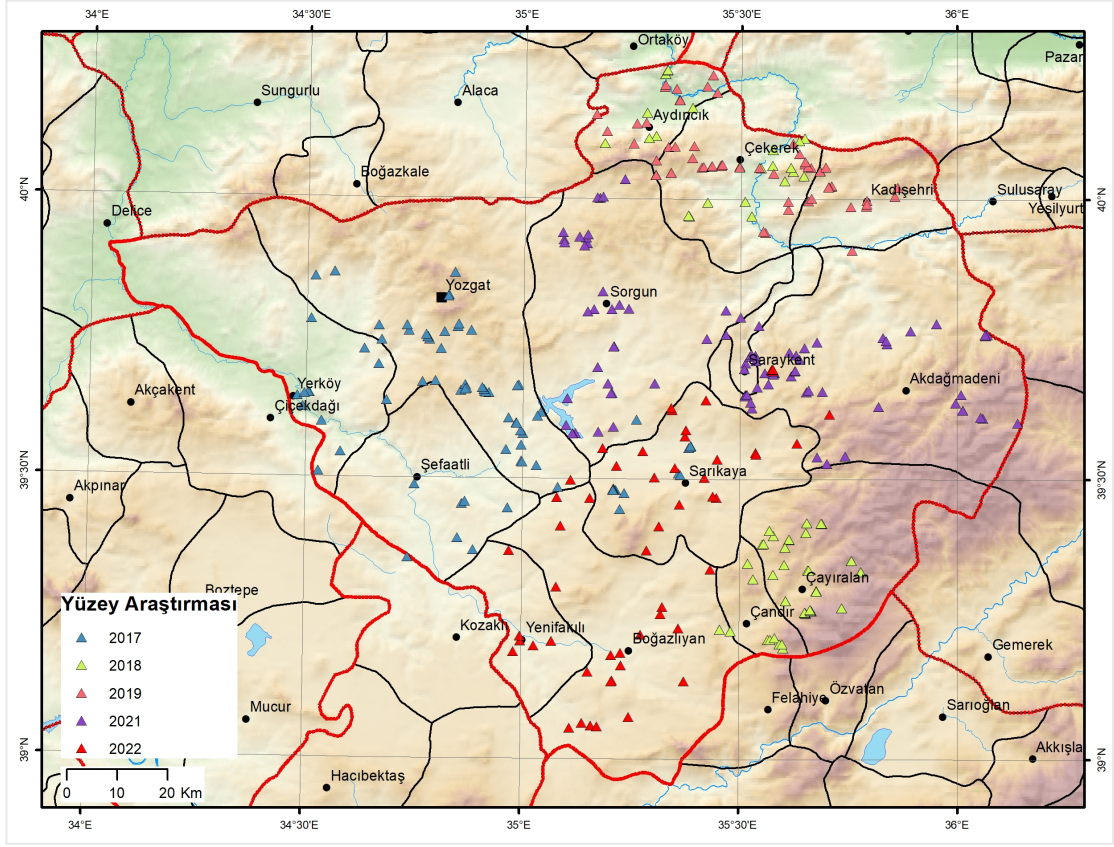 34°E 34°30'E 35°E 35°30'E 36°E
Ortaköy
Pazar
Sungurlu
Alaca
Aydıncık
Çekerek
Boğazkale
40°N
Kadışehri
Sulusaray
40°N
Delice
Yeşilyurt
Yozgat
Sorgun
Saraykent
Yerköy
Akçakent
Akdağmadeni
Çiçekdağı
39°30'N
Şefaatli
Sarıkaya
39°30'N
Akpınar
Çayıralan
Boztepe
Yüzey Araştırması
Çandır
Kozaklı
Yenifakılı
2017
Boğazlıyan
Gemerek
2018
2019
Özvatan
Felahiye
Mucur
Sarıoğlan
2021
39°N
2022
Akkışla
39°N
Hacıbektaş
0 10 20 Km
34°E 34°30'E 35°E 35°30'E 36°E